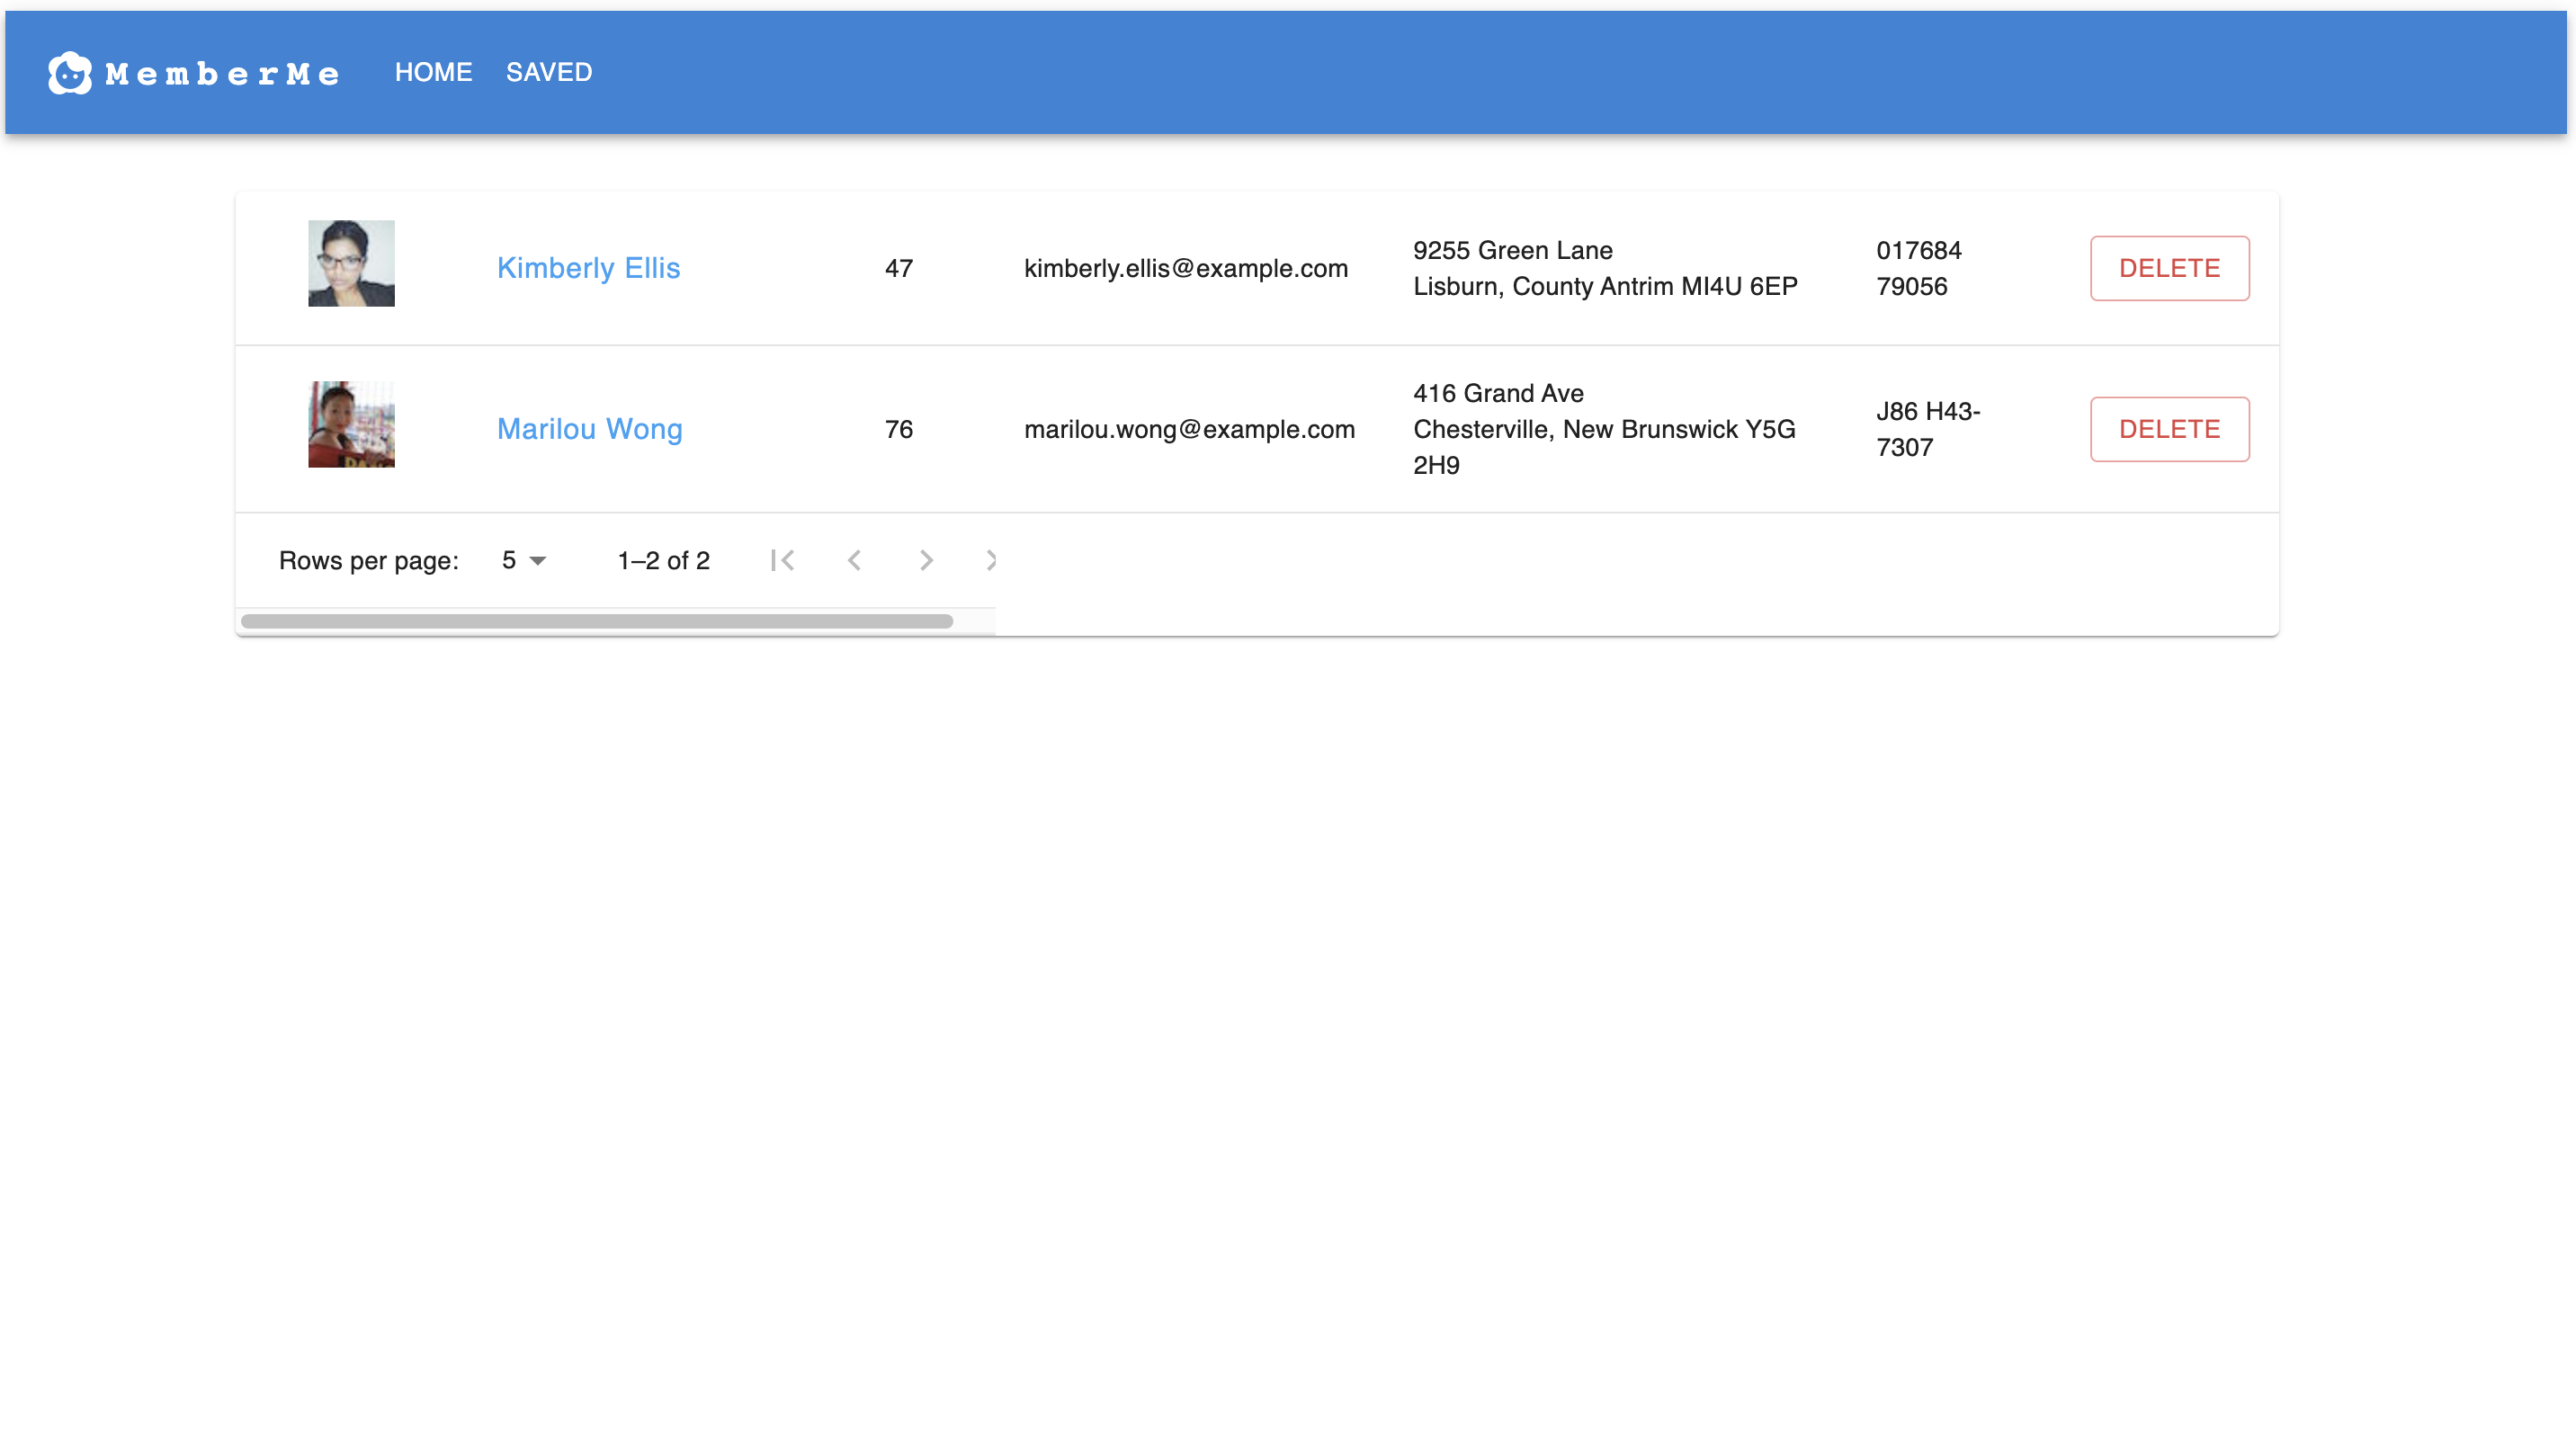 MemberMe HOME SAVED
Kimberly Ellis 47 kimberly.ellis@example.com 9255 Green Lane
Lisburn, County Antrim MI4U 6EP 017684
79056 DELETE
Marilou Wong 76 marilou.wong@example.com 416 Grand Ave
Chesterville, New Brunswick Y5G
2H9 J86 H43-
7307 DELETE
Rows per page: 5 1–2 of 2